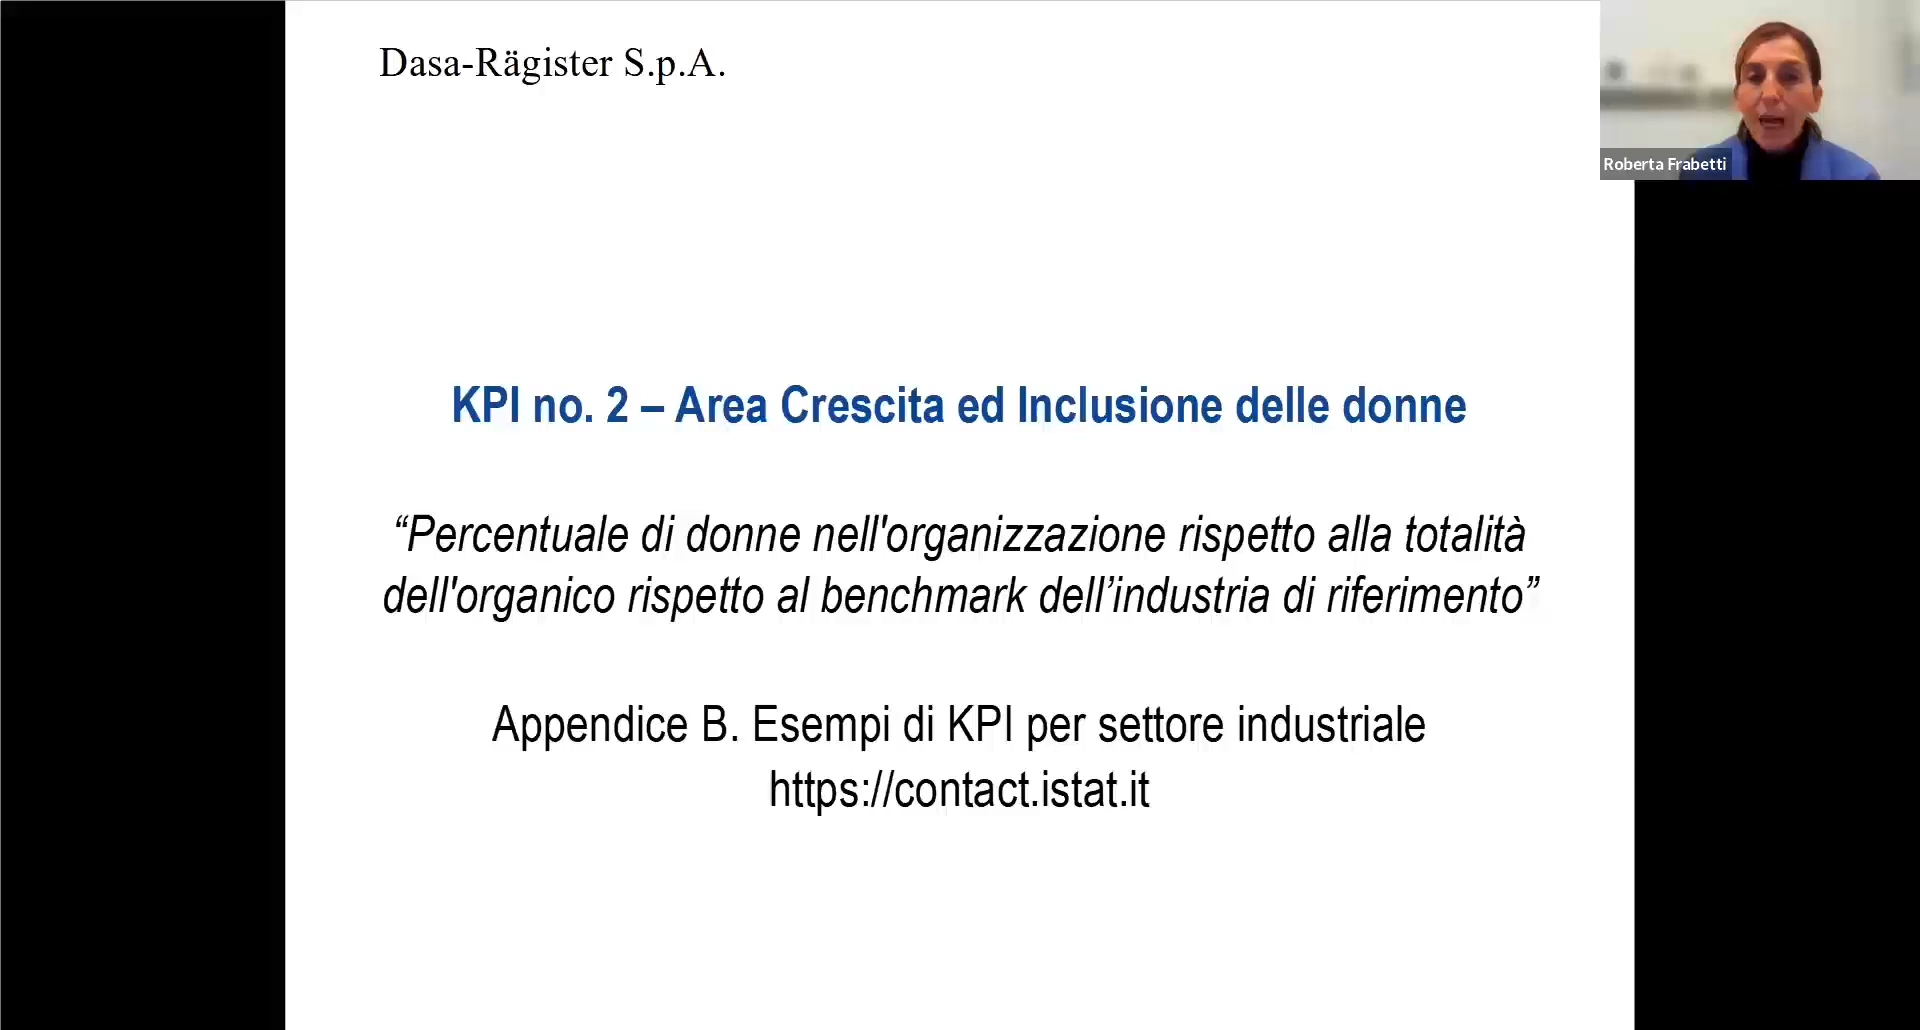 Dasa-Rägister S.p.A.
Roberta Frabetti
KPI no. 2 – Area Crescita ed Inclusione delle donne
“Percentuale di donne nell'organizzazione rispetto alla totalità
dell'organico rispetto al benchmark dell’industria di riferimento”
Appendice B. Esempi di KPI per settore industriale
https://contact.istat.it